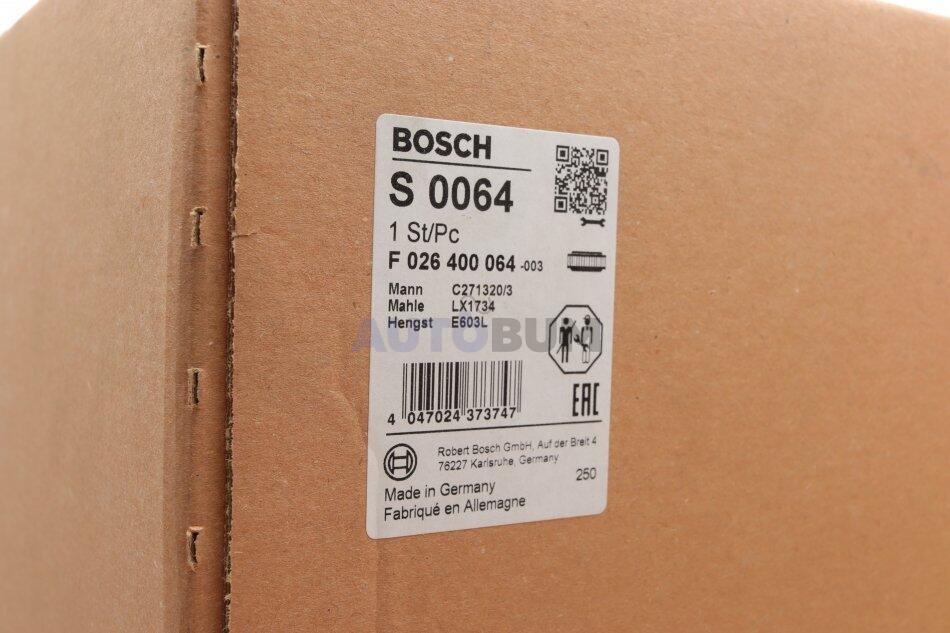 BOSCH
S 0064
1 St/Pc
F 026 400 064 -003
Mann C271320/3
Mahle LX1734
Hengst E603L
AUTOBUM
EAC
4 047024 373747
Robert Bosch GmbH, Auf der Breit 4
76227 Karlsruhe, Germany
250
Made in Germany
Fabriqué en Allemagne